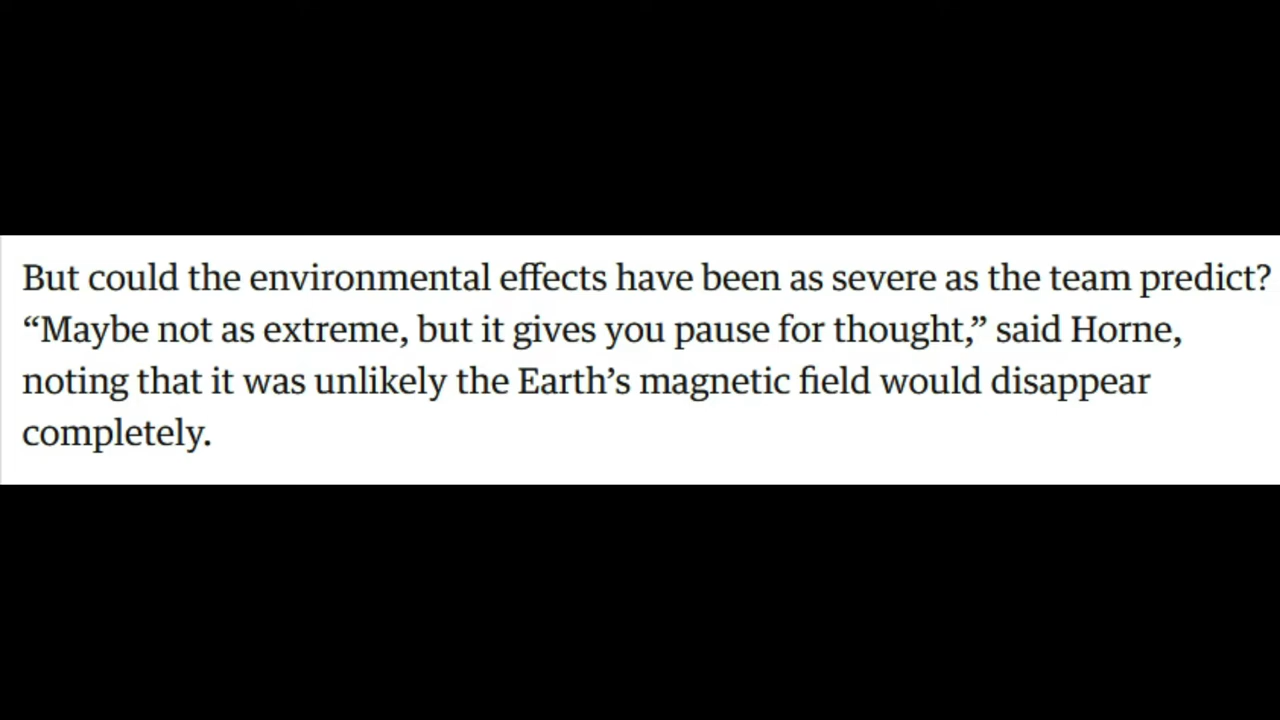 But could the environmental effects have been as severe as the team predict?
“Maybe not as extreme, but it gives you pause for thought,” said Horne,
noting that it was unlikely the Earth’s magnetic field would disappear
completely.